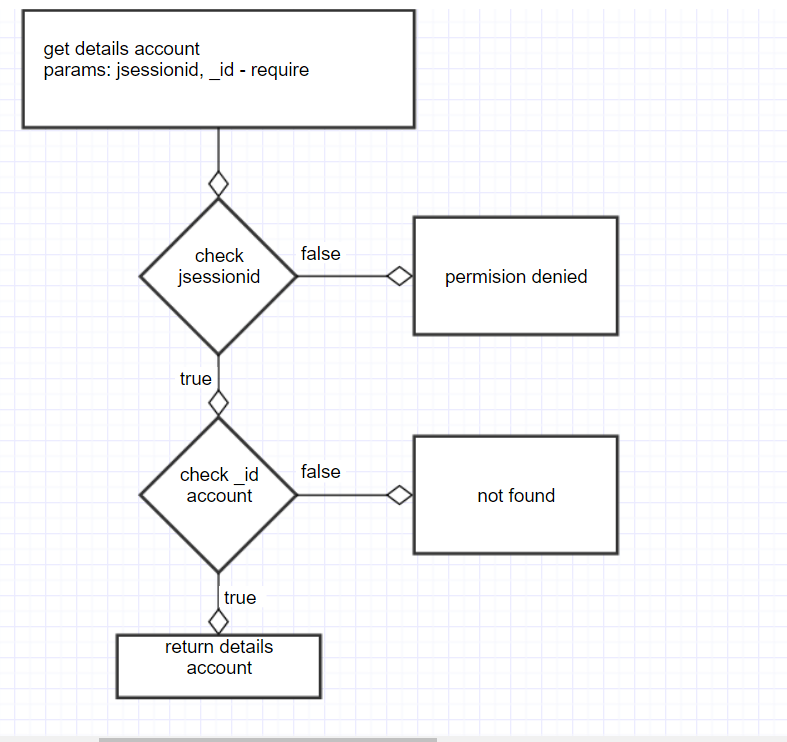 get details account
params: jsessionid, _id - require
check
jsessionid
false
permision denied
true
check _id
account
false
not found
true
return details
account